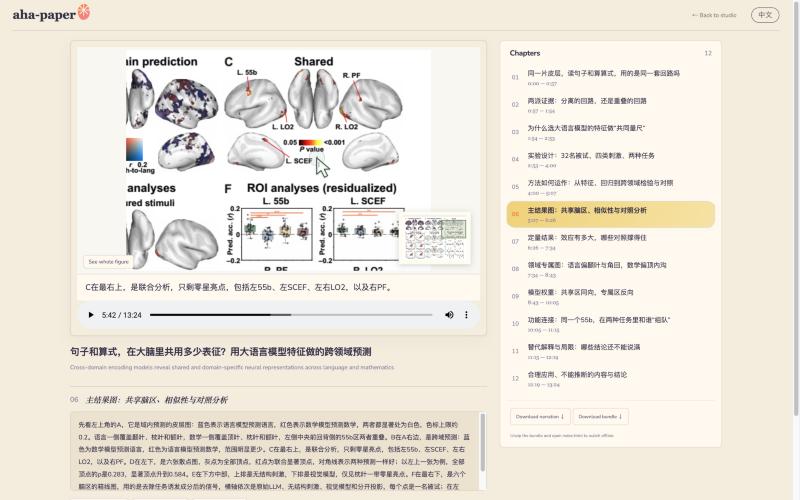 aha-paper
← Back to studio
中文
ain prediction
C
Shared
L. 55b
R. PF
L. LO2
R. LO2
0.05
<0.001
P value
L. SCEF
r 0.2
h-to-lang
analyses
ured stimuli
F
ROI analyses (residualized)
L. 55b
L. SCEF
Pred. acc. (r)
0.2
0
−0.2
Pred. acc. (r)
0.2
0
−0.2
R. PF
R. LO2
See whole figure
C在最右上，是联合分析，只剩零星亮点，包括左55b、左SCEF、左右LO2，以及右PF。
5:42 / 13:24
句子和算式，在大脑里共用多少表征？用大语言模型特征做的跨领域预测
Cross-domain encoding models reveal shared and domain-specific neural representations across language and mathematics
06 主结果图：共享脑区、相似性与对照分析
先看左上角的A，它是域内预测的皮层图：蓝色表示语言模型预测语言，红色表示数学模型预测数学，两者都显著处为白色，色标上限约
0.2。语言一侧覆盖颞叶、枕叶和额叶，数学一侧覆盖顶叶、枕叶和额叶，左侧中央前回背侧的55b区两者重叠。B在A右边，是跨域预测：蓝
色为数学模型预测语言，红色为语言模型预测数学，范围明显更少。C在最右上，是联合分析，只剩零星亮点，包括左55b、左SCEF、左右
LO2，以及右PF。D在左下，是六张散点图，灰点为全部顶点，红点为联合显著顶点，对角线表示两种预测一样好；以左上一张为例，全部
顶点的ρ是0.283，显著顶点升到0.584。E在下方中部，上排是无结构刺激，下排是视觉模型，仅见枕叶一带零零亮点。F在最右下，是六个
脑区的箱线图，用的是去除任务诱发成分后的信号，横轴依次是原始LLM、无结构刺激、视觉模型和分开投影，每个点是一名被试；在左
Chapters
12
01 同一片皮层，读句子和算算式，用的是同一套回路吗
0:00 — 0:57
02 两派证据：分离的回路，还是重叠的回路
0:57 — 1:54
03 为什么选大语言模型的特征做“共同量尺”
1:54 — 2:53
04 实验设计：32名被试、四类刺激、两种任务
2:53 — 4:00
05 方法如何运作：从特征，回归到跨领域检验与对照
4:00 — 5:07
06 主结果图：共享脑区、相似性与对照分析
5:07 — 6:26
07 定量结果：效应有多大，哪些对照撑得住
6:26 — 7:34
08 领域专属图：语言偏颞叶与角回，数学偏顶内沟
7:34 — 8:43
09 模型权重：共享区同向，专属区反向
8:43 — 10:05
10 功能连接：同一个55b，在两种任务里和谁“组队”
10:05 — 11:15
11 替代解释与局限：哪些结论还不能说满
11:15 — 12:19
12 合理应用、不能推断的内容与结论
12:19 — 13:24
Download narration ↓
Download bundle ↓